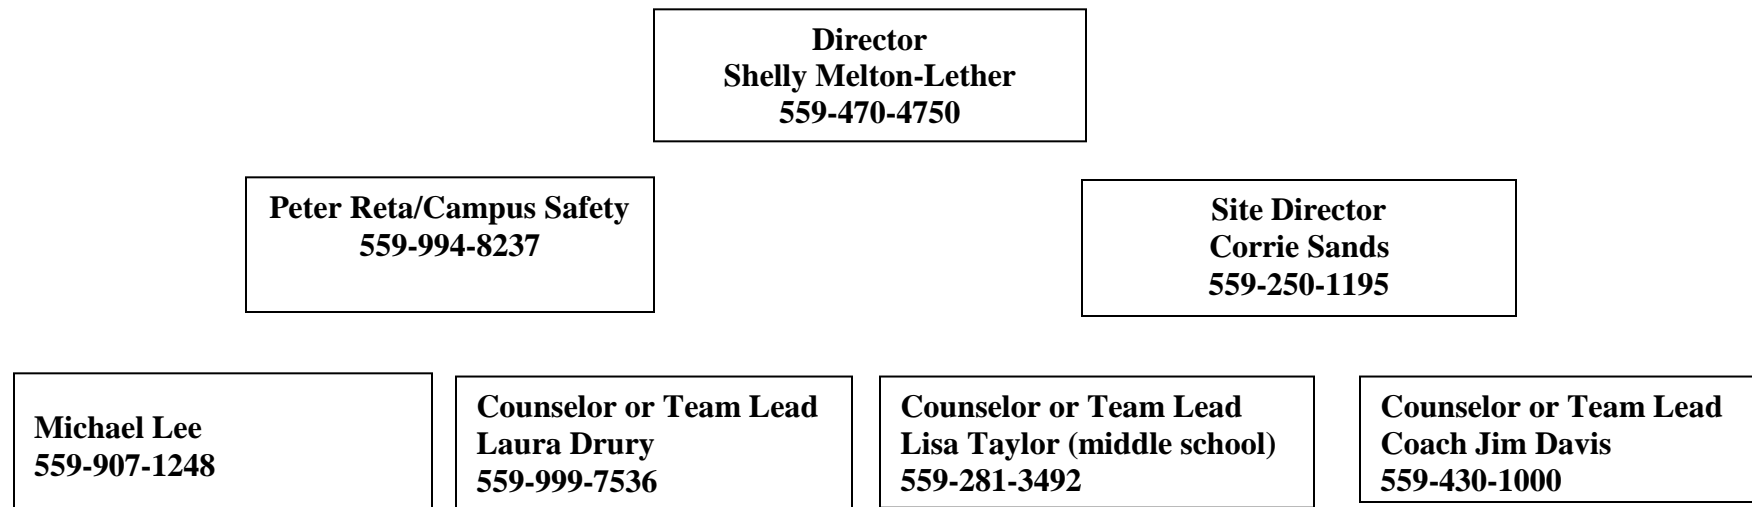 Director
Shelly Melton-Lether
559-470-4750
Peter Reta/Campus Safety
559-994-8237
Site Director
Corrie Sands
559-250-1195
Michael Lee
559-907-1248
Counselor or Team Lead
Laura Drury
559-999-7536
Counselor or Team Lead
Lisa Taylor (middle school)
559-281-3492
Counselor or Team Lead
Coach Jim Davis
559-430-1000